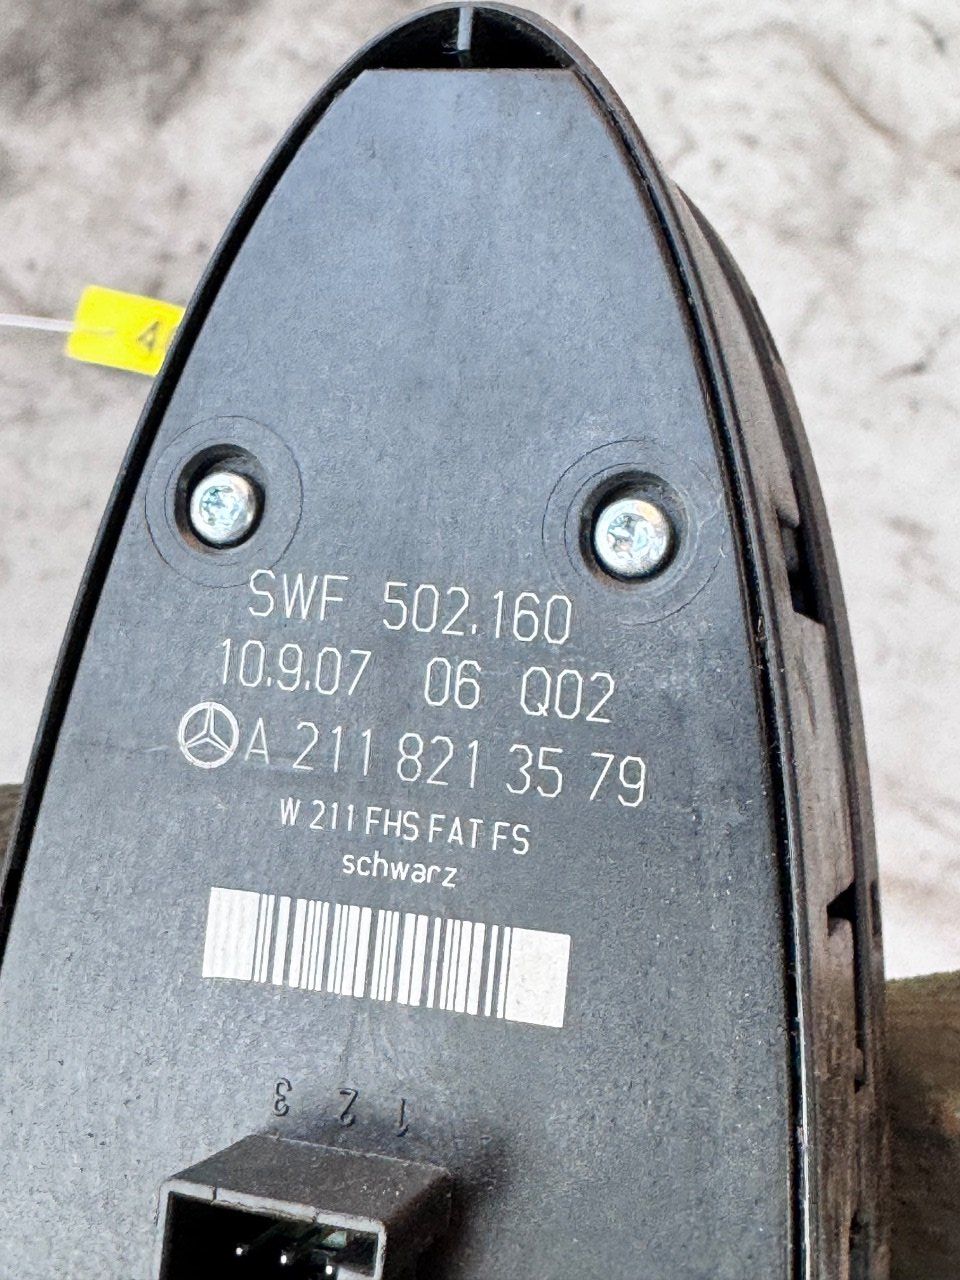 4
SWF 502.160
10.9.07 06 Q02
A 211 821 35 79
W 211 FHS FAT FS
schwarz
3 2 1